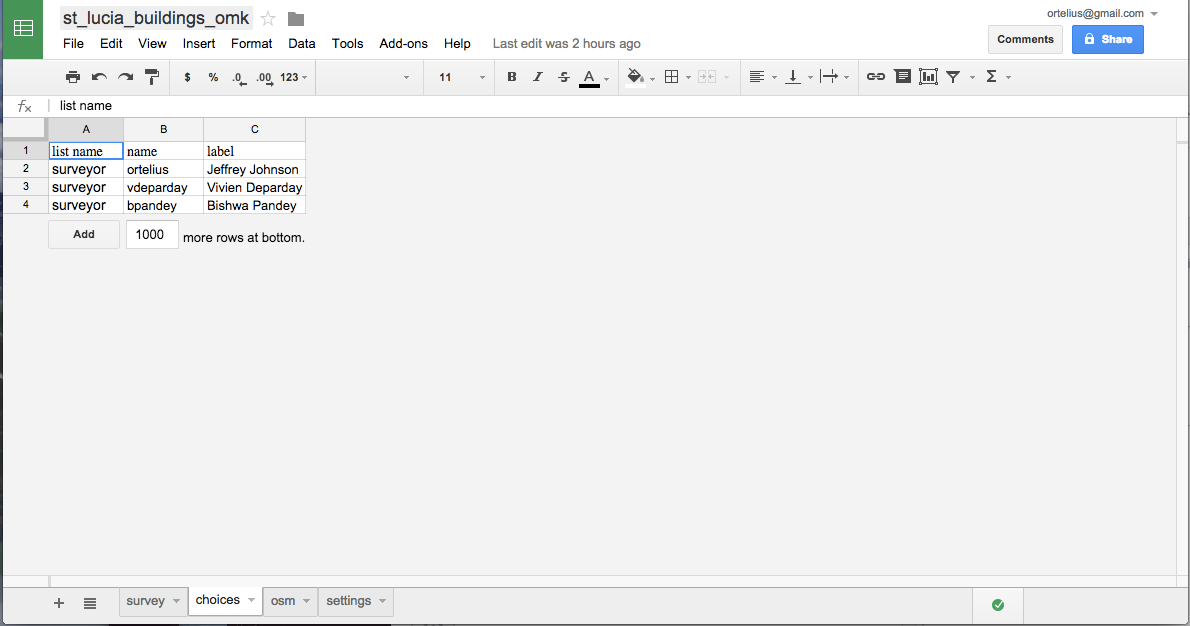 st_lucia_buildings_omk
ortelius@gmail.com
File Edit View Insert Format Data Tools Add-ons Help Last edit was 2 hours ago
Comments Share
$ % .0 .00 123 11 B I S A Σ
fx list name
A B C
1 list name name label
2 surveyor ortelius Jeffrey Johnson
3 surveyor vdeparday Vivien Deparday
4 surveyor bpandey Bishwa Pandey
Add 1000 more rows at bottom.
+ survey choices osm settings